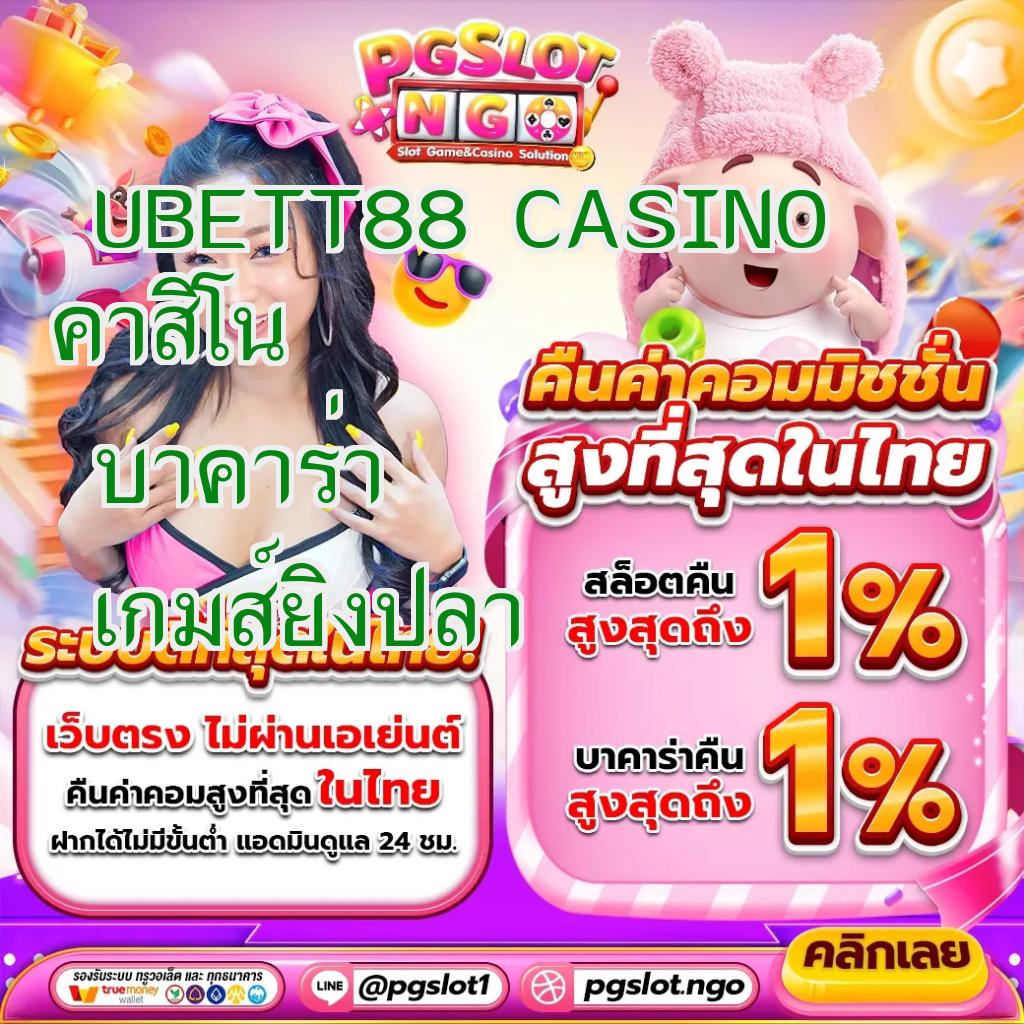 PGSLOT
NGO
Slot Game&Casino Solution
UBETT88 CASINO
คาสิโน
บาคาร่า
เกมส์ยิงปลา
คืนค่าคอมมิชชั่น
สูงที่สุดในไทย
สล็อตคืน
สูงสุดถึง
1%
บาคาร่าคืน
สูงสุดถึง
1%
เว็บตรง ไม่ผ่านเอเย่นต์
คืนค่าคอมสูงที่สุด ในไทย
ฝากได้ไม่มีขั้นต่ำ แอดมินดูแล 24 ชม.
คลิกเลย
รองรับระบบ ทรูวอเล็ต และ ทุกธนาคาร
truemoney
wallet
LINE @pgslot1
pgslot.ngo